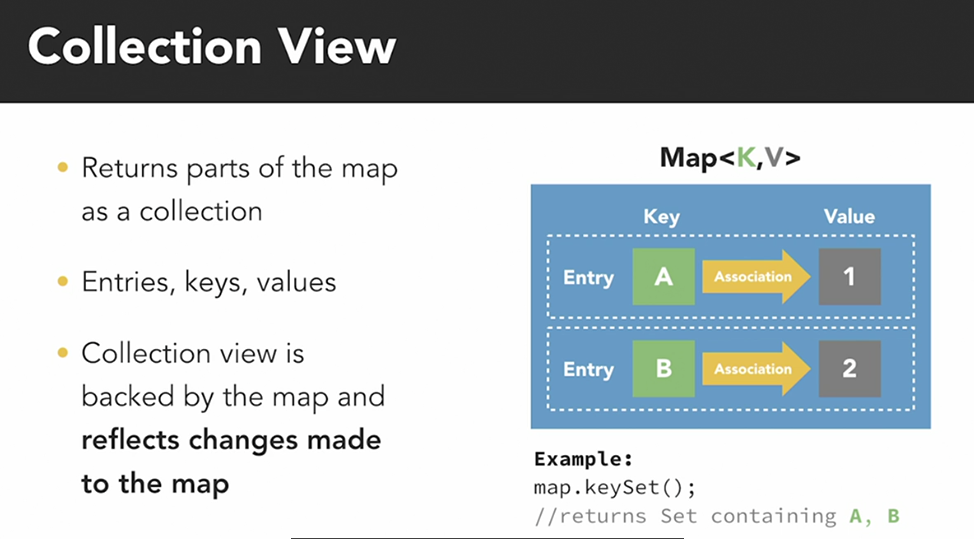 Collection View
Returns parts of the map
as a collection
Entries, keys, values
Collection view is
backed by the map and
reflects changes made
to the map
Map<K,V>
Key Value
Entry A Association 1
Entry B Association 2
Example:
map.keySet();
//returns Set containing A, B